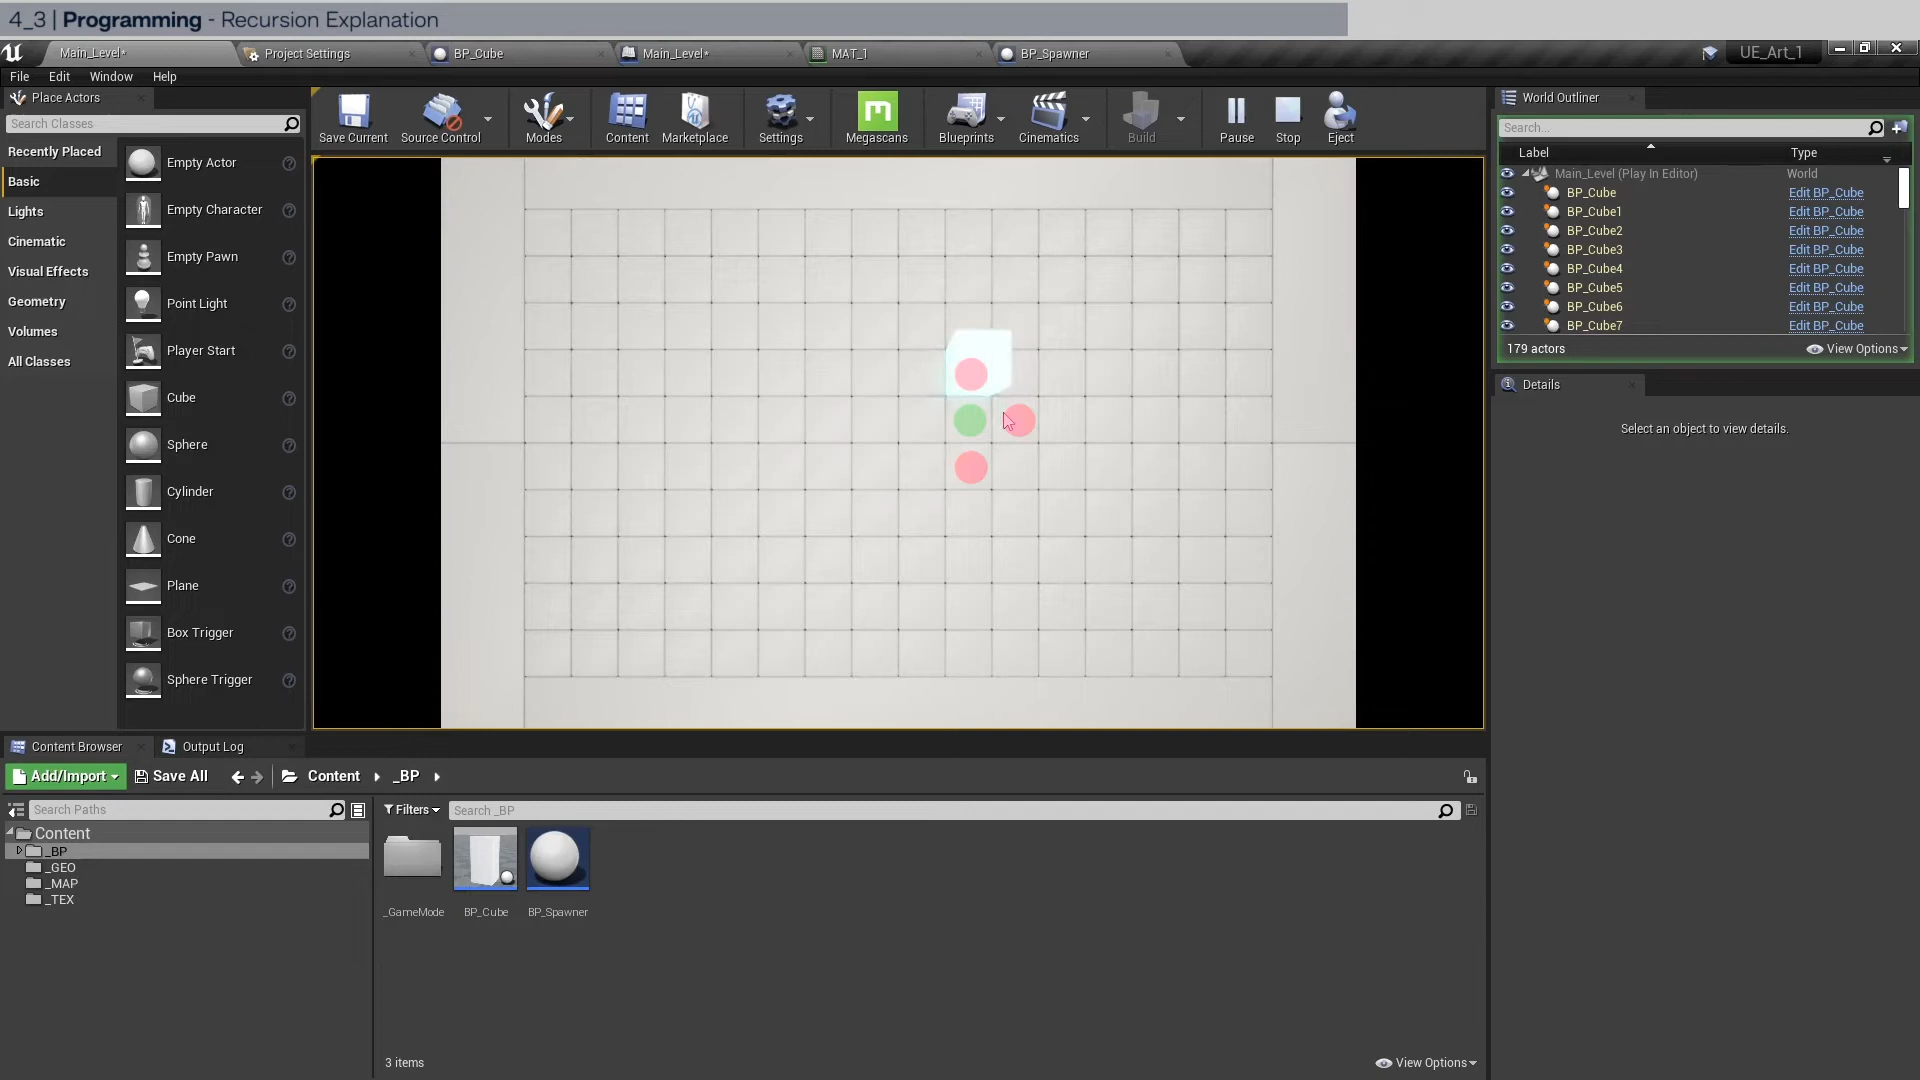 4_3 | Programming - Recursion Explanation
Main_Level*
Project Settings
BP_Cube
Main_Level*
MAT_1
BP_Spawner
UE_Art_1
File Edit Window Help
Place Actors
Search Classes
Recently Placed
Basic
Lights
Cinematic
Visual Effects
Geometry
Volumes
All Classes
Empty Actor
Empty Character
Empty Pawn
Point Light
Player Start
Cube
Sphere
Cylinder
Cone
Plane
Box Trigger
Sphere Trigger
Save Current
Source Control
Modes
Content
Marketplace
Settings
Megascans
Blueprints
Cinematics
Build
Pause
Stop
Eject
World Outliner
Search...
Label Type
Main_Level (Play In Editor) World
BP_Cube Edit BP_Cube
BP_Cube1 Edit BP_Cube
BP_Cube2 Edit BP_Cube
BP_Cube3 Edit BP_Cube
BP_Cube4 Edit BP_Cube
BP_Cube5 Edit BP_Cube
BP_Cube6 Edit BP_Cube
BP_Cube7 Edit BP_Cube
179 actors View Options
Details
Select an object to view details.
Content Browser
Output Log
Add/Import Save All Content _BP
Search Paths
Content
_BP
_GEO
_MAP
_TEX
Filters Search _BP
_GameMode
BP_Cube
BP_Spawner
3 items
View Options